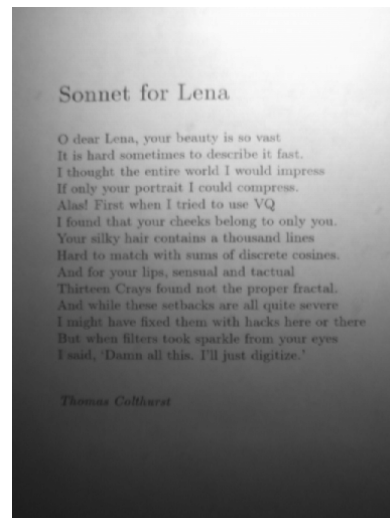 Sonnet for Lena
O dear Lena, your beauty is so vast
It is hard sometimes to describe it fast.
I thought the entire world I would impress
If only your portrait I could compress.
Alas! First when I tried to use VQ
I found that your cheeks belong to only you.
Your silky hair contains a thousand lines
Hard to match with sums of discrete cosines.
And for your lips, sensual and tactual
Thirteen Crays found not the proper fractal.
And while these setbacks are all quite severe
I might have fixed them with hacks here or there
But when filters took sparkle from your eyes
I said, 'Damn all this. I'll just digitize.'
Thomas Colthurst